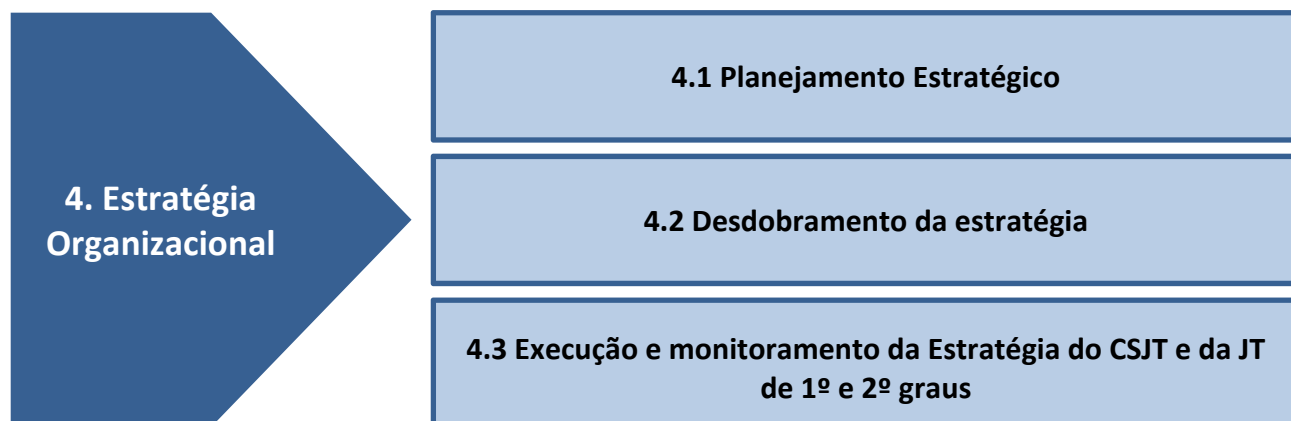 4. Estratégia
Organizacional
4.1 Planejamento Estratégico
4.2 Desdobramento da estratégia
4.3 Execução e monitoramento da Estratégia do CSJT e da JT
de 1º e 2º graus